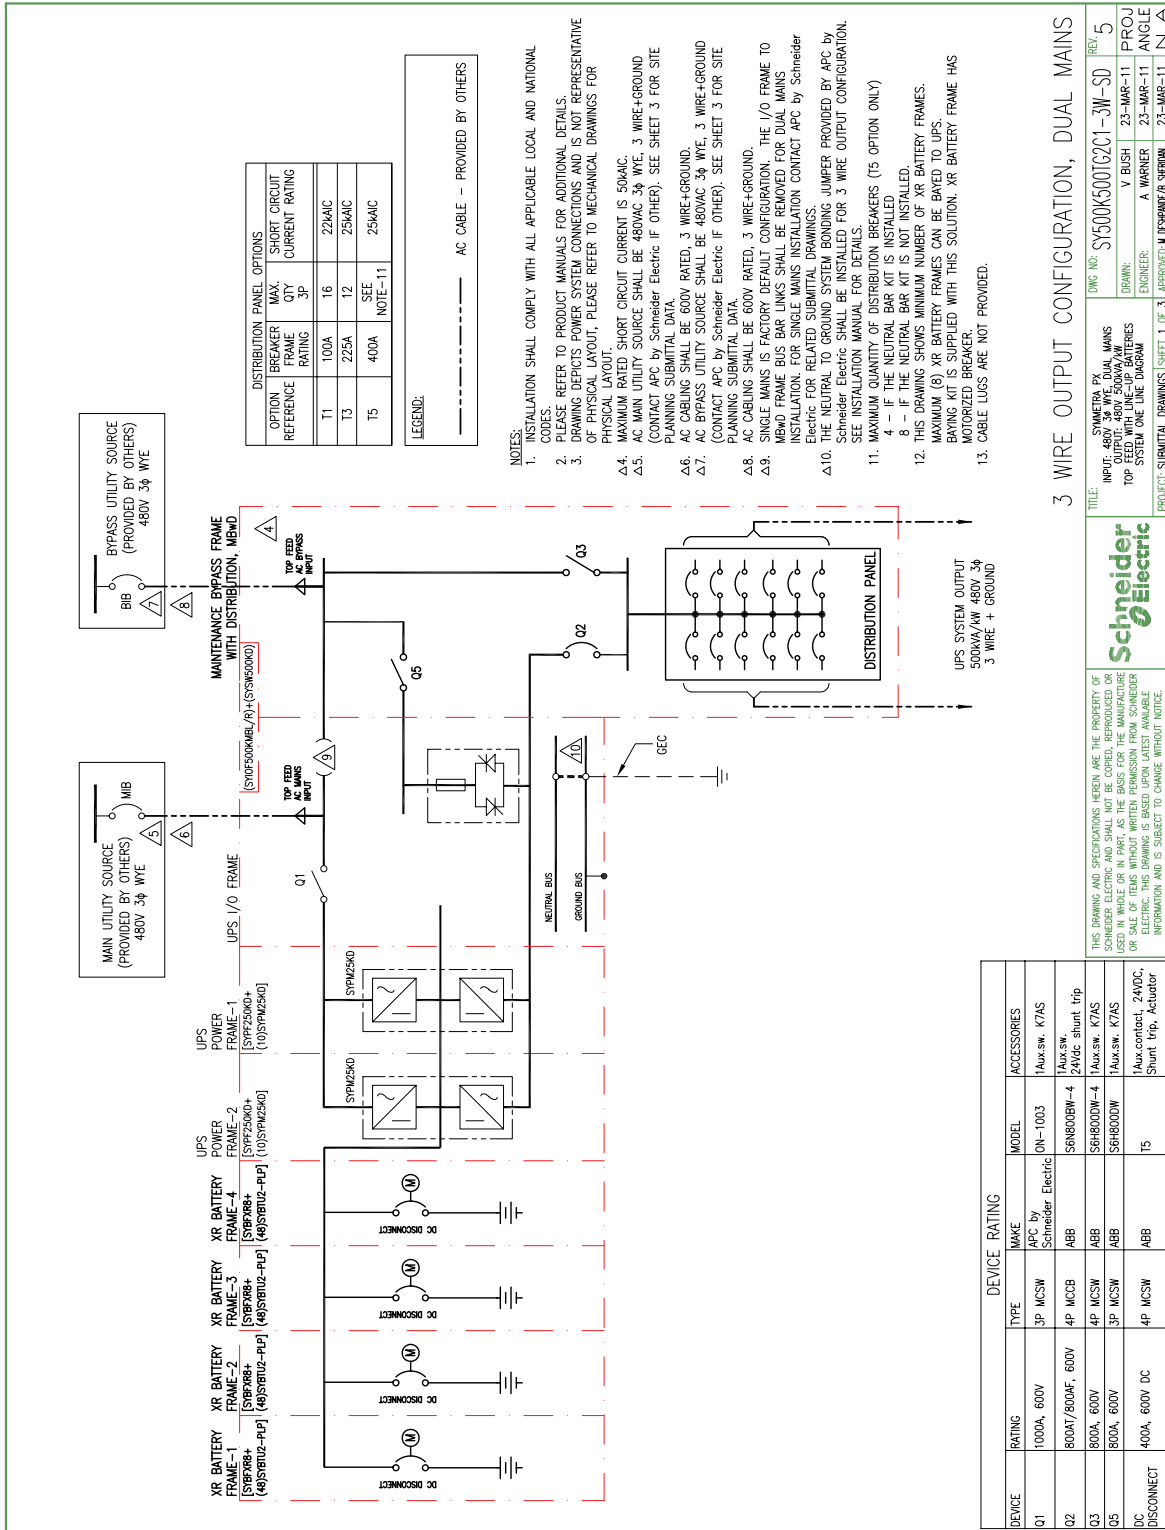 MAIN UTILITY SOURCE
(PROVIDED BY OTHERS)
480V 3ϕ WYE
MIB
5
6
BYPASS UTILITY SOURCE
(PROVIDED BY OTHERS)
480V 3ϕ WYE
BIB
7
8
XR BATTERY
FRAME-1
[SYBFXR8+
(48)SYBTU2-PLP]
XR BATTERY
FRAME-2
[SYBFXR8+
(48)SYBTU2-PLP]
XR BATTERY
FRAME-3
[SYBFXR8+
(48)SYBTU2-PLP]
XR BATTERY
FRAME-4
[SYBFXR8+
(48)SYBTU2-PLP]
UPS
POWER
FRAME-2
[SYPF250KD+
(10)SYPM25KD]
UPS
POWER
FRAME-1
[SYPF250KD+
(10)SYPM25KD]
UPS I/O FRAME
(SYIOF500KMBL/R)+(SYSW500KD)
MAINTENANCE BYPASS FRAME
WITH DISTRIBUTION, MBwD
4
TOP FEED
AC MAINS
INPUT
TOP FEED
AC BYPASS
INPUT
Q1
9
Q5
SYPM25KD
SYPM25KD
M
DC DISCONNECT
M
DC DISCONNECT
M
DC DISCONNECT
M
DC DISCONNECT
NEUTRAL BUS
GROUND BUS
10
GEC
Q2
Q3
DISTRIBUTION PANEL
UPS SYSTEM OUTPUT
500kVA/kW 480V 3ϕ
3 WIRE + GROUND
DISTRIBUTION PANEL OPTIONS
OPTION REFERENCE	BREAKER FRAME RATING	MAX. QTY 3P	SHORT CIRCUIT CURRENT RATING
T1	100A	16	22kAIC
T3	225A	12	25kAIC
T5	400A	SEE NOTE-11	25kAIC
LEGEND:
AC CABLE - PROVIDED BY OTHERS
NOTES:
1. INSTALLATION SHALL COMPLY WITH ALL APPLICABLE LOCAL AND NATIONAL
CODES.
2. PLEASE REFER TO PRODUCT MANUALS FOR ADDITIONAL DETAILS.
3. DRAWING DEPICTS POWER SYSTEM CONNECTIONS AND IS NOT REPRESENTATIVE
OF PHYSICAL LAYOUT, PLEASE REFER TO MECHANICAL DRAWINGS FOR
PHYSICAL LAYOUT.
△4. MAXIMUM RATED SHORT CIRCUIT CURRENT IS 50kAIC.
△5. AC MAIN UTILITY SOURCE SHALL BE 480VAC 3ϕ WYE, 3 WIRE+GROUND
(CONTACT APC by Schneider Electric IF OTHER). SEE SHEET 3 FOR SITE
PLANNING SUBMITTAL DATA.
△6. AC CABLING SHALL BE 600V RATED, 3 WIRE+GROUND.
△7. AC BYPASS UTILITY SOURCE SHALL BE 480VAC 3ϕ WYE, 3 WIRE+GROUND
(CONTACT APC by Schneider Electric IF OTHER). SEE SHEET 3 FOR SITE
PLANNING SUBMITTAL DATA.
△8. AC CABLING SHALL BE 600V RATED, 3 WIRE+GROUND.
△9. SINGLE MAINS IS FACTORY DEFAULT CONFIGURATION. THE I/O FRAME TO
MBwD FRAME BUS BAR LINKS SHALL BE REMOVED FOR DUAL MAINS
INSTALLATION. FOR SINGLE MAINS INSTALLATION CONTACT APC by Schneider
Electric FOR RELATED SUBMITTAL DRAWINGS.
△10. THE NEUTRAL TO GROUND SYSTEM BONDING JUMPER PROVIDED BY APC by
Schneider Electric SHALL BE INSTALLED FOR 3 WIRE OUTPUT CONFIGURATION.
SEE INSTALLATION MANUAL FOR DETAILS.
11. MAXIMUM QUANTITY OF DISTRIBUTION BREAKERS (T5 OPTION ONLY)
4 - IF THE NEUTRAL BAR KIT IS INSTALLED
8 - IF THE NEUTRAL BAR KIT IS NOT INSTALLED.
12. THIS DRAWING SHOWS MINIMUM NUMBER OF XR BATTERY FRAMES.
MAXIMUM (8) XR BATTERY FRAMES CAN BE BAYED TO UPS.
BAYING KIT IS SUPPLIED WITH THIS SOLUTION. XR BATTERY FRAME HAS
MOTORIZED BREAKER.
13. CABLE LUGS ARE NOT PROVIDED.
3 WIRE OUTPUT CONFIGURATION, DUAL MAINS
DEVICE RATING
DEVICE	RATING	TYPE	MAKE	MODEL	ACCESSORIES
Q1	1000A, 600V	3P MCSW	APC by Schneider Electric	ON-1003	1Aux.sw. K7AS
Q2	800AT/800AF, 600V	4P MCCB	ABB	S6N800BW-4	1Aux.sw. 24Vdc shunt trip
Q3	800A, 600V	4P MCSW	ABB	S6H800DW-4	1Aux.sw. K7AS
Q5	800A, 600V	3P MCSW	ABB	S6H800DW	1Aux.sw. K7AS
DC DISCONNECT	400A, 600V DC	4P MCSW	ABB	T5	1Aux.contact, 24VDC, Shunt trip, Actuator
THIS DRAWING AND SPECIFICATIONS HEREIN ARE THE PROPERTY OF
SCHNEIDER ELECTRIC AND SHALL NOT BE COPIED, REPRODUCED OR
USED IN WHOLE OR IN PART, AS THE BASIS FOR THE MANUFACTURE
OR SALE OF ITEMS WITHOUT WRITTEN PERMISSION FROM SCHNEIDER
ELECTRIC. THIS DRAWING IS BASED UPON LATEST AVAILABLE
INFORMATION AND IS SUBJECT TO CHANGE WITHOUT NOTICE.
Schneider
Electric
TITLE:
SYMMETRA PX
INPUT: 480V 3ϕ WYE, DUAL MAINS
OUTPUT: 480V 500kVA/kW
TOP FEED WITH LINE-UP BATTERIES
SYSTEM ONE LINE DIAGRAM
PROJECT: SUBMITTAL DRAWINGS
SHEET 1 OF 3
DWG NO: SY500K500TG2C1-3W-SD
REV. 5
DRAWN: V BUSH 23-MAR-11
ENGINEER: A WARNER 23-MAR-11
APPROVED: M.DESHPANDE/R.SHERIDAN 23-MAR-11
PROJ
ANGLE
N A